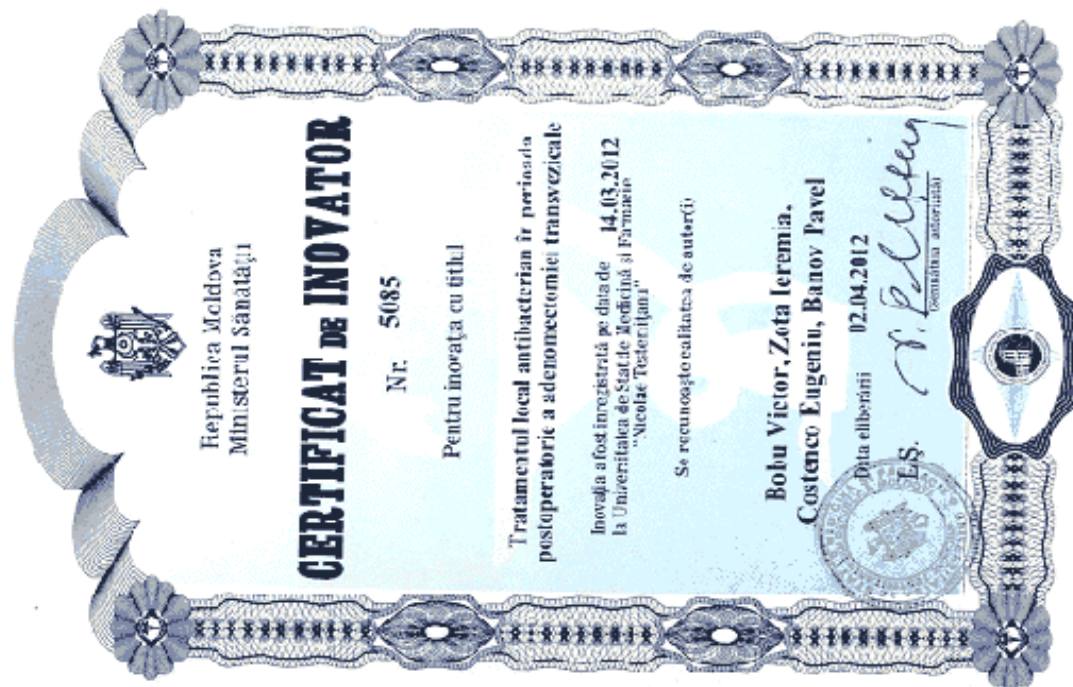 Republica Moldova
Ministerul Sănătăţii
CERTIFICAT DE INOVATOR
Nr. 5085
Pentru inovaţia cu titlul
Tratamentul local antibacterian în perioada
postoperatorie a adenomectomiei transvezicale
Inovaţia a fost înregistrată pe data de 14.03.2012
la Universitatea de Stat de Medicină şi Farmacie
"Nicolae Testemiţanu"
Se recunoaşte calitatea de autor(i)
Bobu Victor, Zota Ieremia,
Costenco Eugeniu, Banov Pavel
Data eliberării 02.04.2012
L.Ş.
(semnătura autorizată)